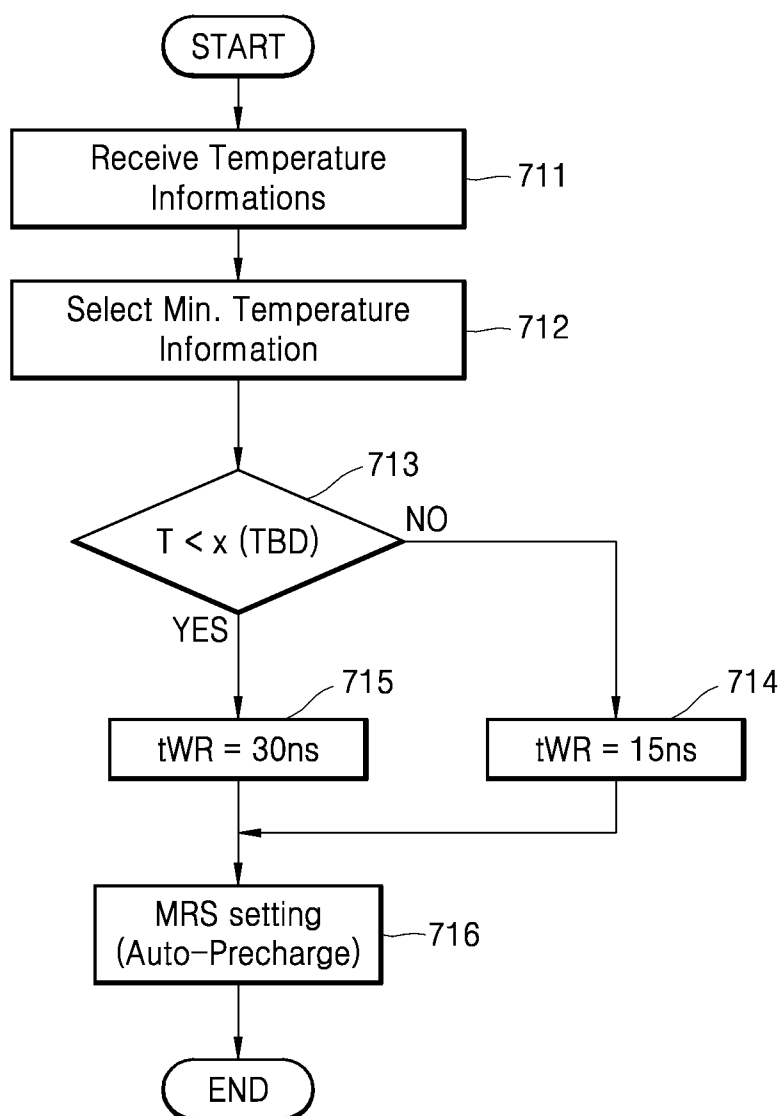 START
Receive Temperature
Informations
711
Select Min. Temperature
Information
712
713
T < x (TBD)
NO
YES
715
tWR = 30ns
714
tWR = 15ns
MRS setting
(Auto-Precharge)
716
END